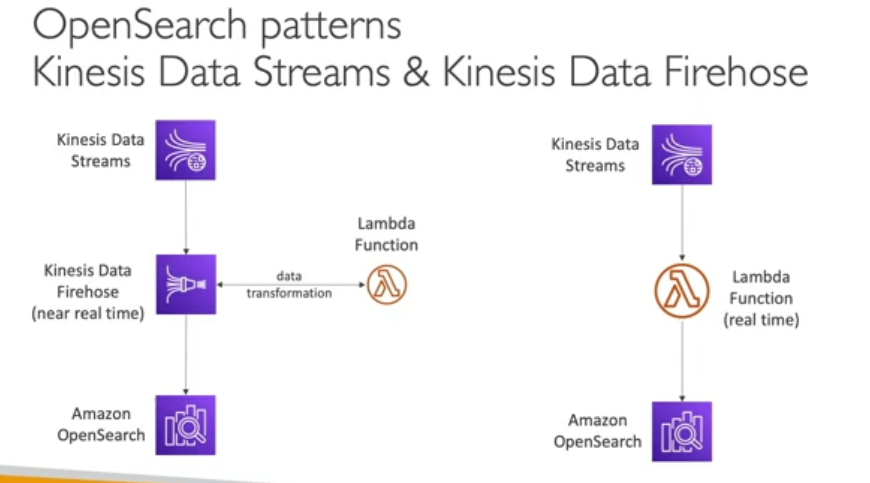 OpenSearch patterns
Kinesis Data Streams & Kinesis Data Firehose
Kinesis Data
Streams
Kinesis Data
Firehose
(near real time)
data
transformation
Lambda
Function
Amazon
OpenSearch
Kinesis Data
Streams
Lambda
Function
(real time)
Amazon
OpenSearch